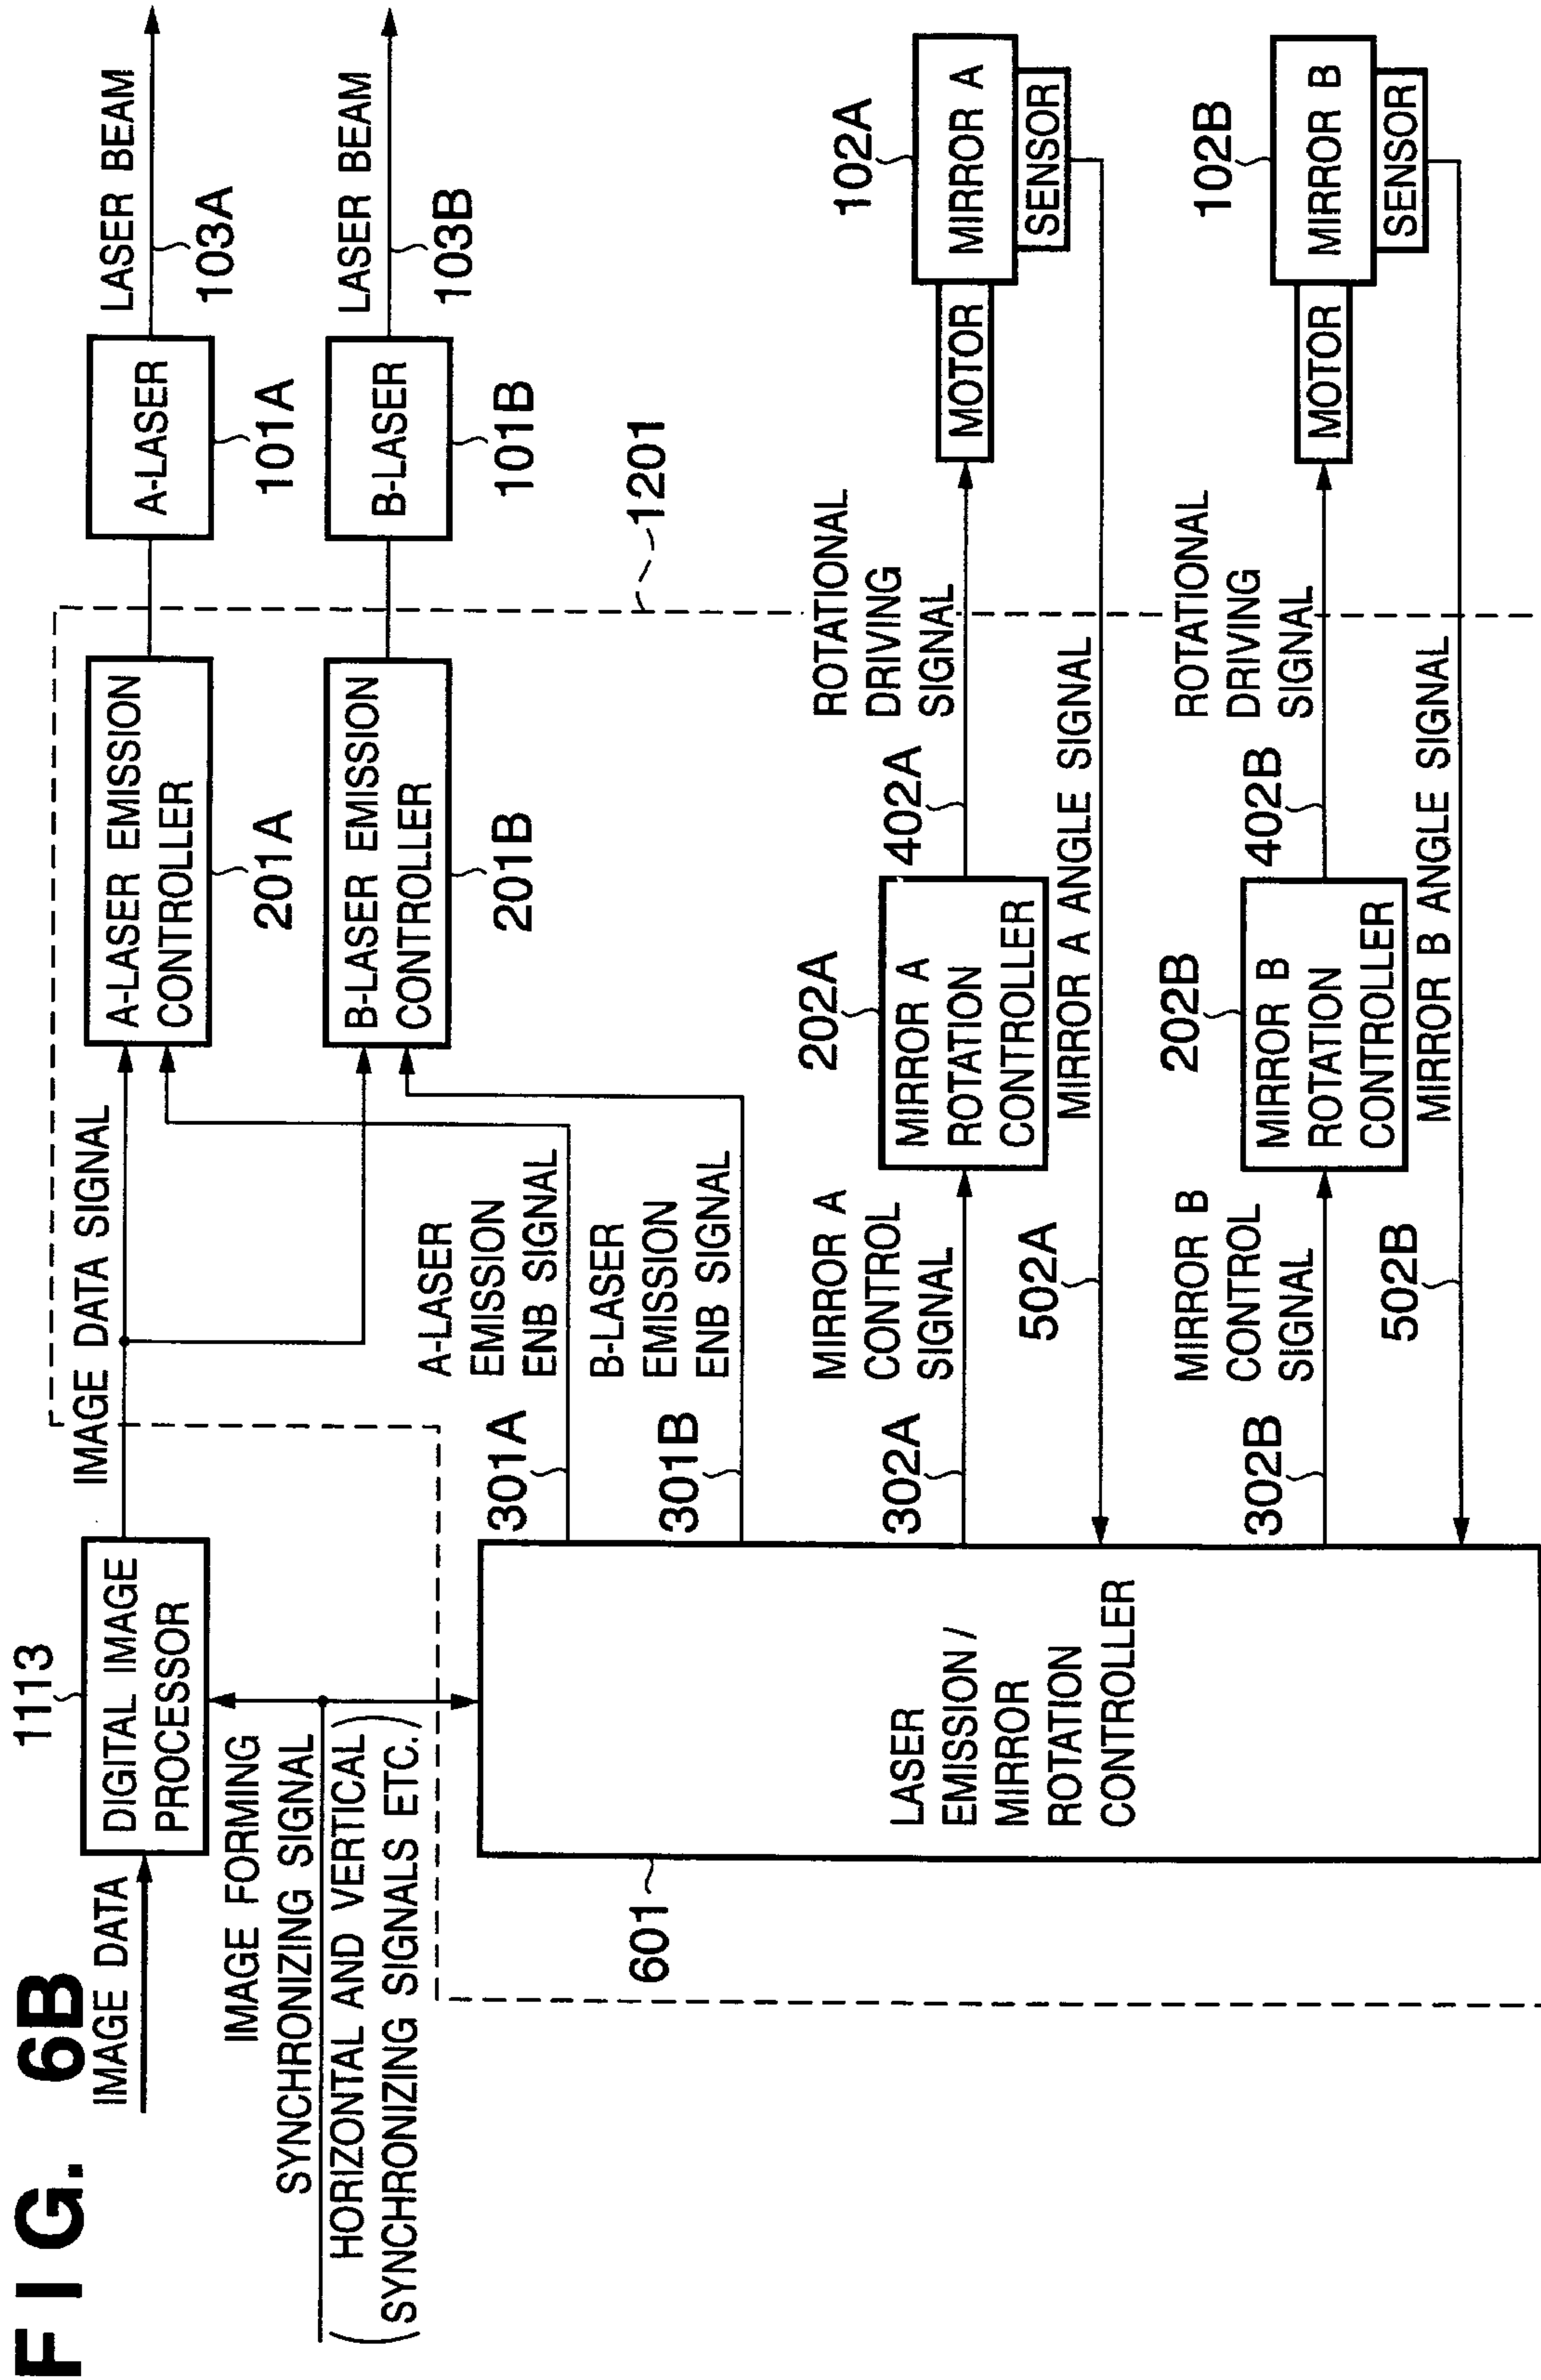 FIG. 6B
IMAGE DATA
1113
DIGITAL IMAGE
PROCESSOR
IMAGE DATA SIGNAL
A-LASER EMISSION
CONTROLLER
201A
A-LASER
101A
LASER BEAM
103A
IMAGE FORMING
SYNCHRONIZING SIGNAL
(HORIZONTAL AND VERTICAL
SYNCHRONIZING SIGNALS ETC.)
B-LASER EMISSION
CONTROLLER
201B
B-LASER
101B
LASER BEAM
103B
1201
601
LASER
EMISSION /
MIRROR
ROTATION
CONTROLLER
301A
A-LASER
EMISSION
ENB SIGNAL
301B
B-LASER
EMISSION
ENB SIGNAL
302A
MIRROR A
CONTROL
SIGNAL
202A
MIRROR A
ROTATION
CONTROLLER
402A
ROTATIONAL
DRIVING
SIGNAL
MOTOR
102A
MIRROR A
SENSOR
502A
MIRROR A ANGLE SIGNAL
302B
MIRROR B
CONTROL
SIGNAL
202B
MIRROR B
ROTATION
CONTROLLER
402B
ROTATIONAL
DRIVING
SIGNAL
MOTOR
102B
MIRROR B
SENSOR
502B
MIRROR B ANGLE SIGNAL